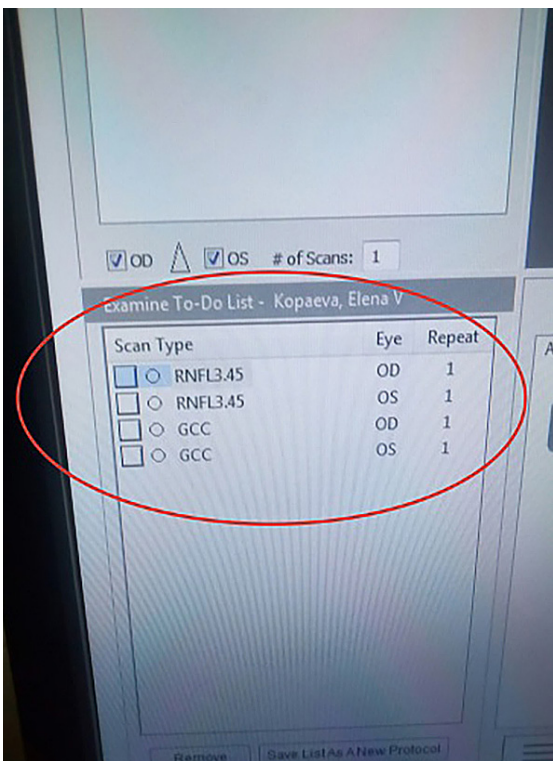 OD OS # of Scans: 1
Examine To-Do List - Kopaeva, Elena V
Scan Type Eye Repeat
RNFL3.45 OD 1
RNFL3.45 OS 1
GCC OD 1
GCC OS 1
Remove Save List As A New Protocol